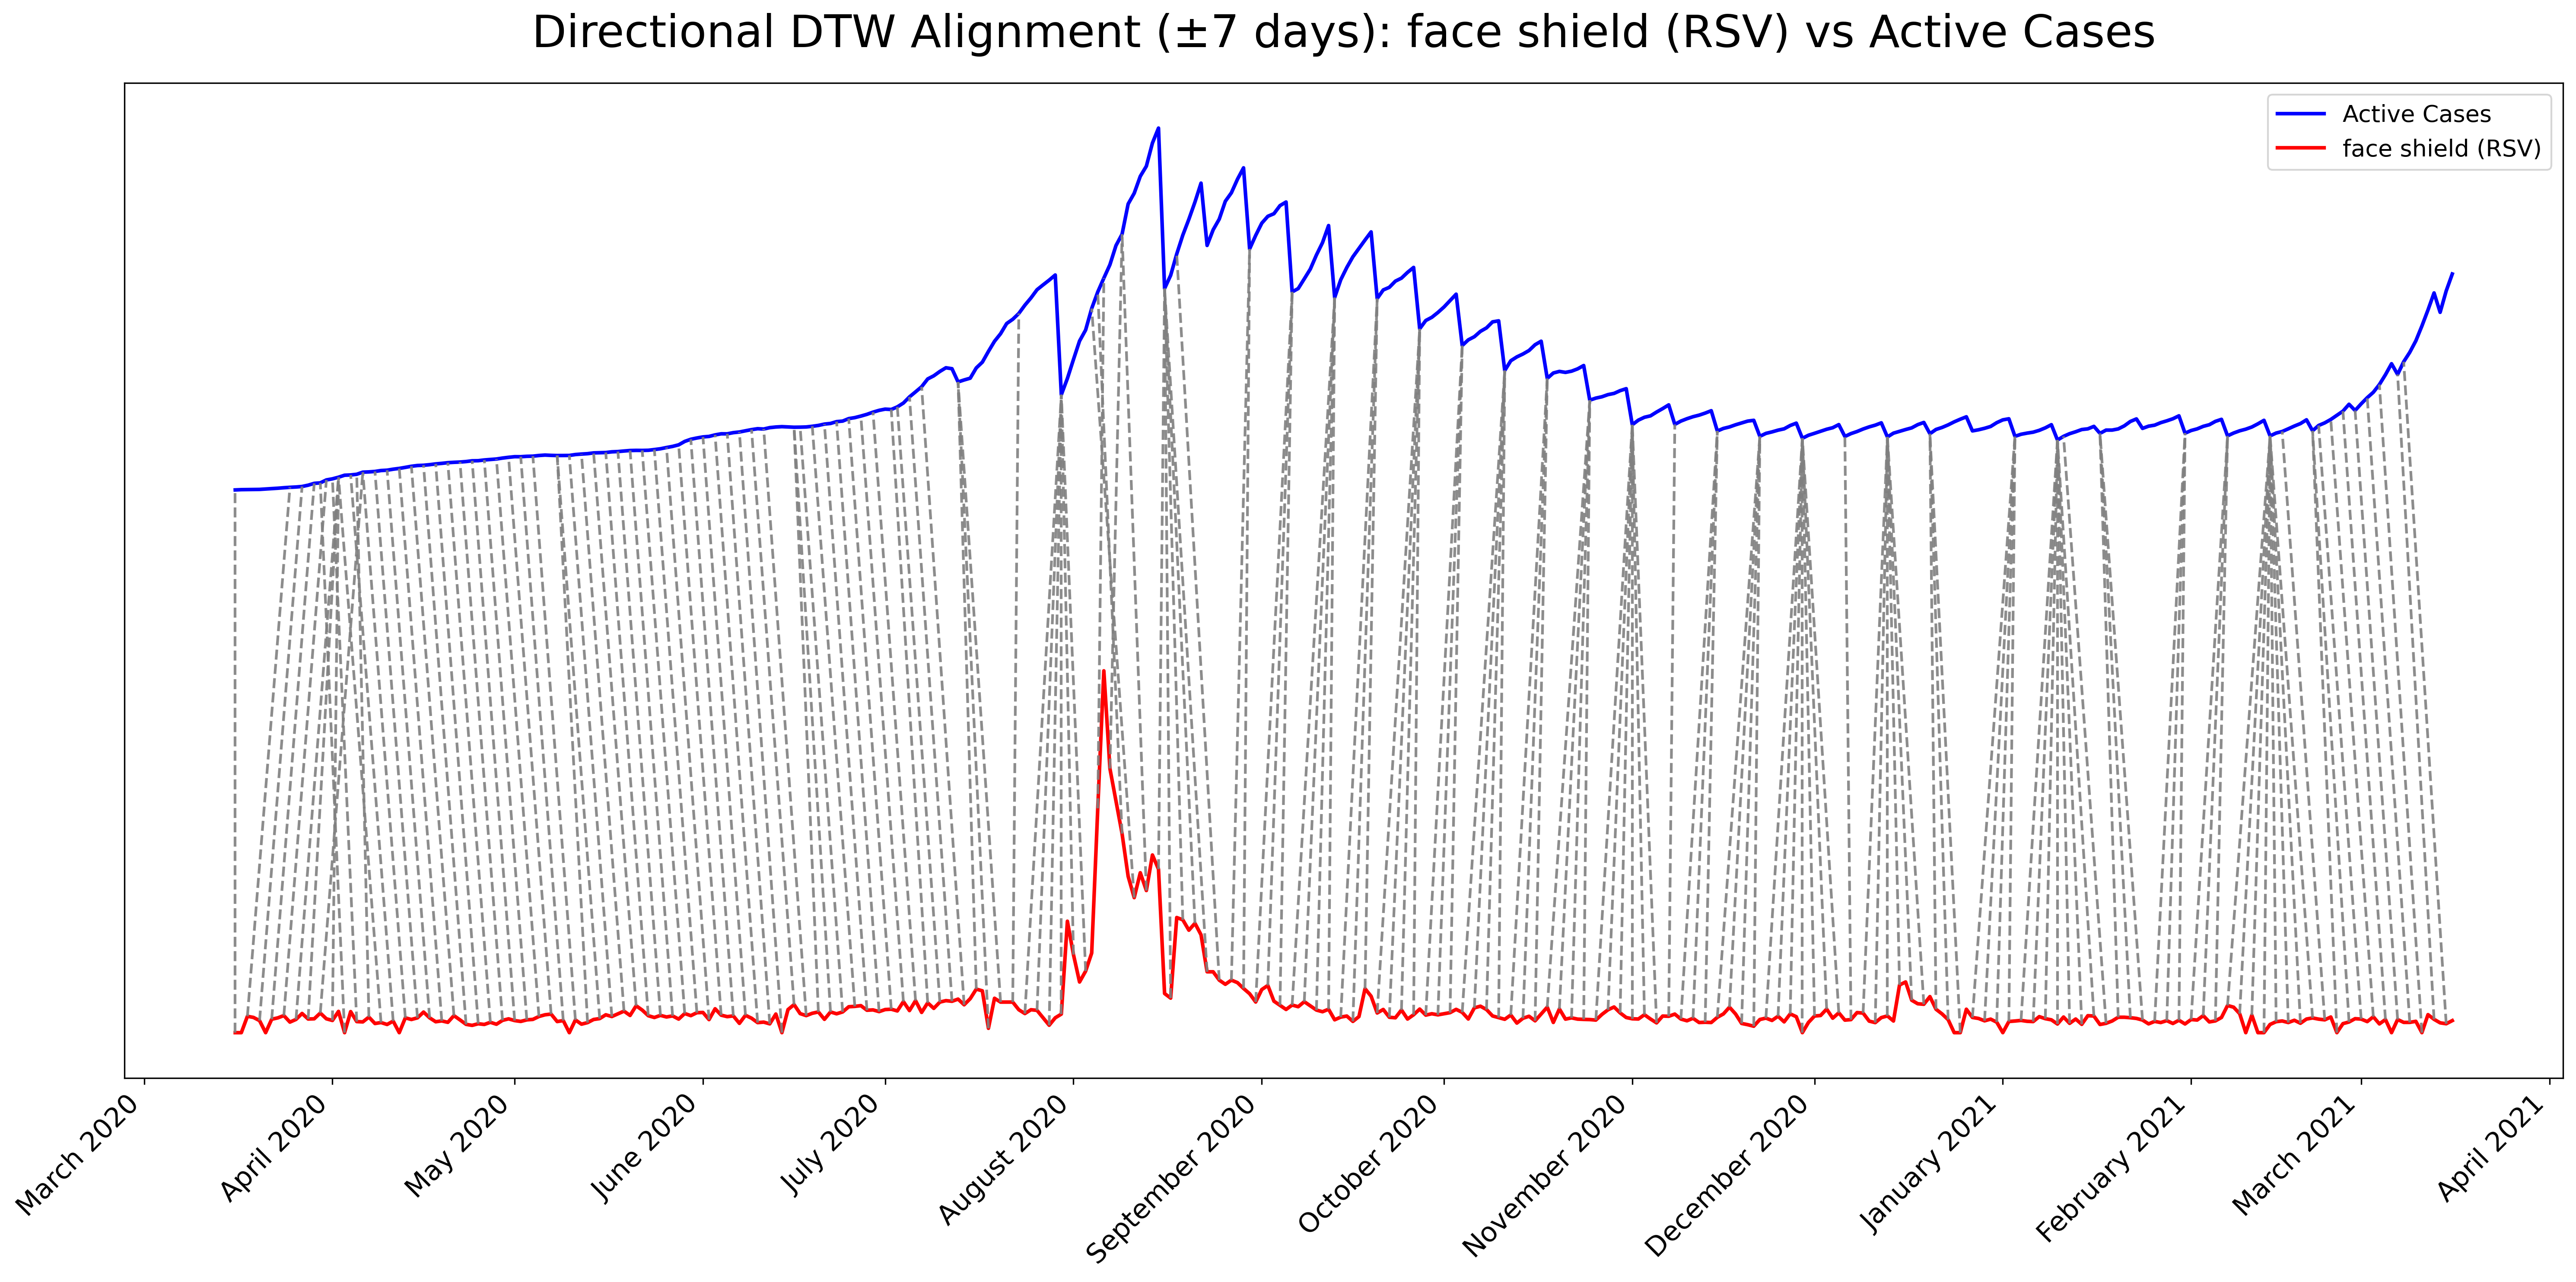 Directional DTW Alignment (±7 days): face shield (RSV) vs Active Cases
Active Cases
face shield (RSV)
March 2020
April 2020
May 2020
June 2020
July 2020
August 2020
September 2020
October 2020
November 2020
December 2020
January 2021
February 2021
March 2021
April 2021